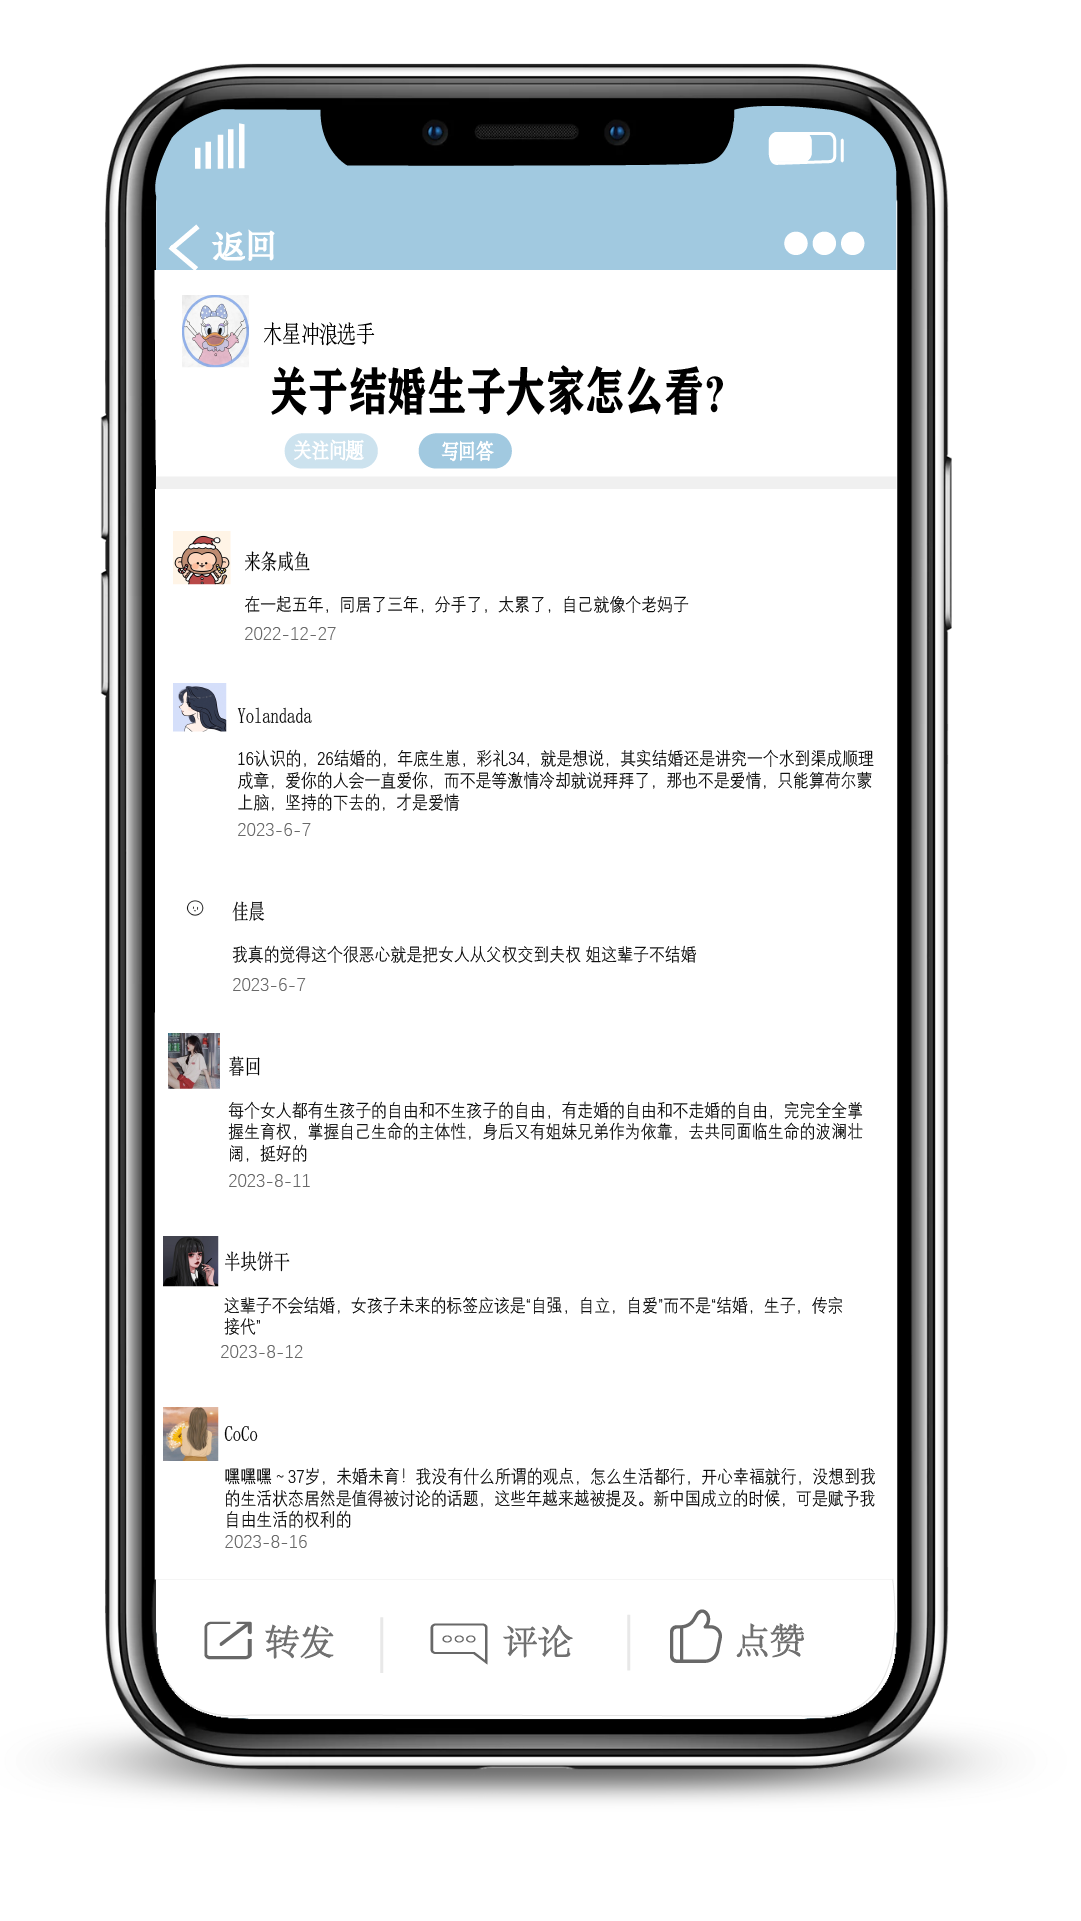 返回
木星冲浪选手
关于结婚生子大家怎么看?
关注问题
写回答
来条咸鱼
在一起五年，同居了三年，分手了，太累了，自己就像个老妈子
2022-12-27
Yolandada
16认识的，26结婚的，年底生崽，彩礼34，就是想说，其实结婚还是讲究一个水到渠成顺理
成章，爱你的人会一直爱你，而不是等激情冷却就说拜拜了，那也不是爱情，只能算荷尔蒙
上脑，坚持的下去的，才是爱情
2023-6-7
佳晨
我真的觉得这个很恶心就是把女人从父权交到夫权 姐这辈子不结婚
2023-6-7
暮回
每个女人都有生孩子的自由和不生孩子的自由，有走婚的自由和不走婚的自由，完完全全掌
握生育权，掌握自己生命的主体性，身后又有姐妹兄弟作为依靠，去共同面临生命的波澜壮
阔，挺好的
2023-8-11
半块饼干
这辈子不会结婚，女孩子未来的标签应该是“自强，自立，自爱”而不是“结婚，生子，传宗
接代”
2023-8-12
CoCo
嘿嘿嘿～37岁，未婚未育！我没有什么所谓的观点，怎么生活都行，开心幸福就行，没想到我
的生活状态居然是值得被讨论的话题，这些年越来越被提及。新中国成立的时候，可是赋予我
自由生活的权利的
2023-8-16
转发
评论
点赞